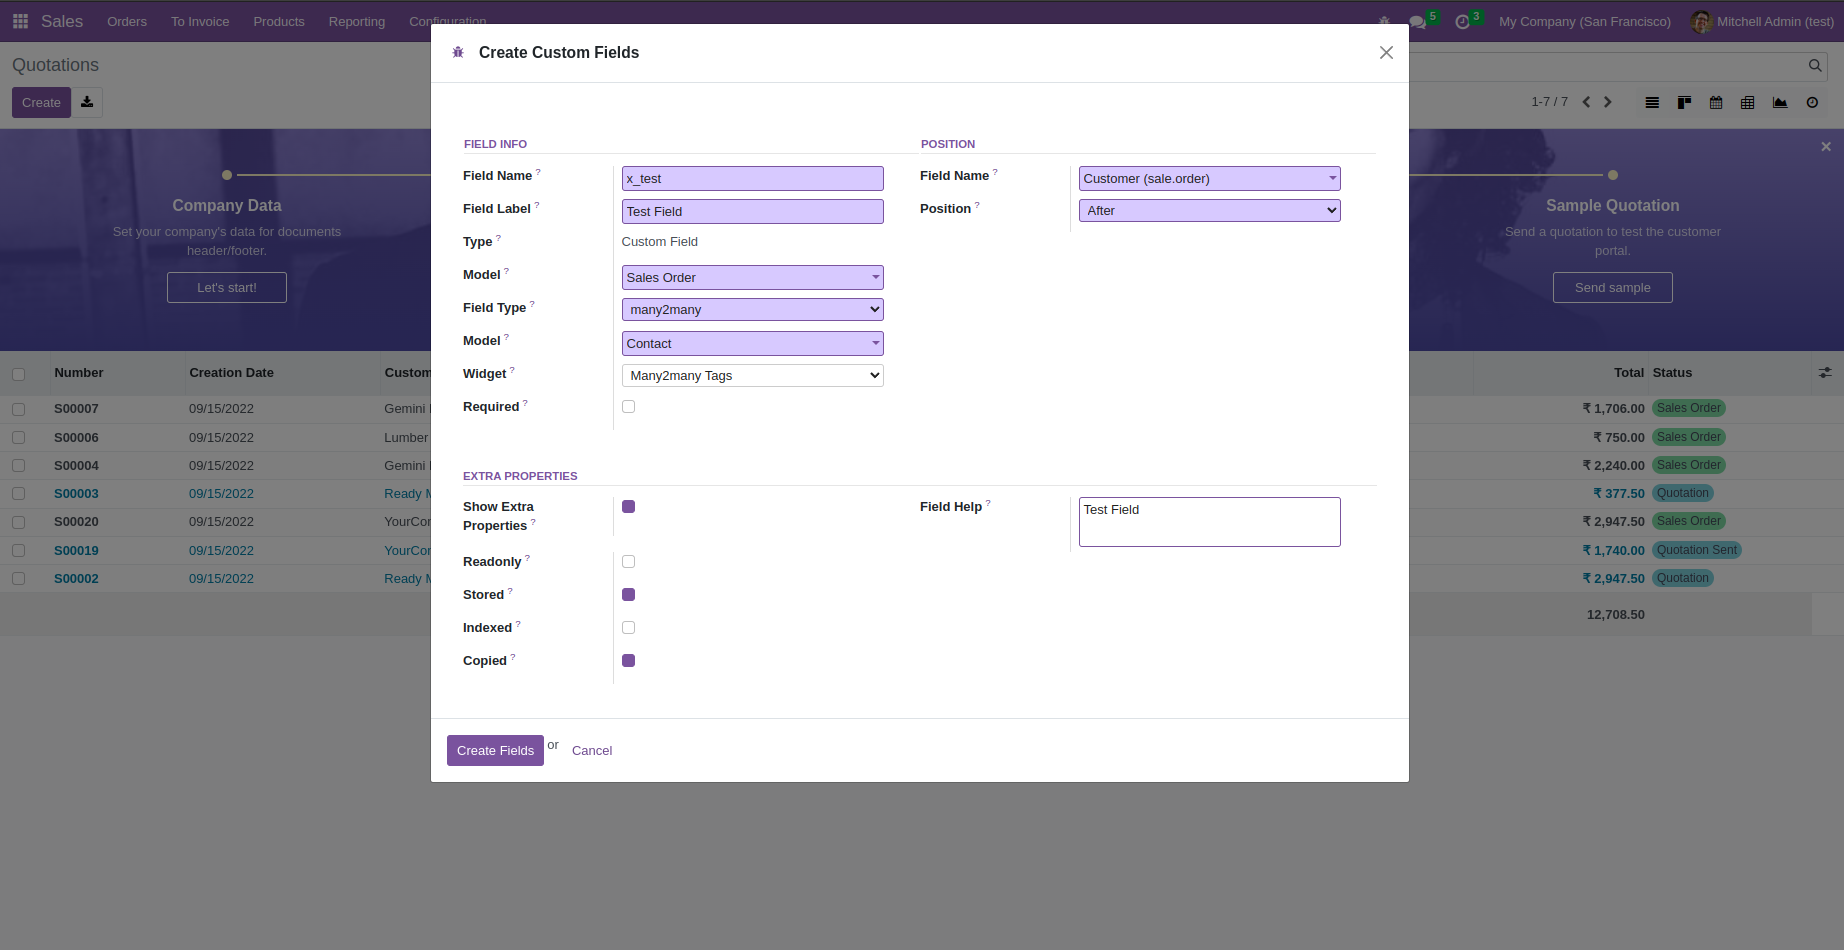 Sales Orders To Invoice Products Reporting Configuration 5 3 My Company (San Francisco) Mitchell Admin (test)
Quotations
Create
1-7 / 7
Create Custom Fields
Company Data
Set your company's data for documents
header/footer.
Let's start!
Sample Quotation
Send a quotation to test the customer
portal.
Send sample
FIELD INFO
Field Name ? x_test
Field Label ? Test Field
Type ? Custom Field
Model ? Sales Order
Field Type ? many2many
Model ? Contact
Widget ? Many2many Tags
Required ?
POSITION
Field Name ? Customer (sale.order)
Position ? After
EXTRA PROPERTIES
Show Extra
Properties ?
Readonly ?
Stored ?
Indexed ?
Copied ?
Field Help ? Test Field
Create Fields or Cancel
Number Creation Date Custom Total Status
S00007 09/15/2022 Gemini ₹ 1,706.00 Sales Order
S00006 09/15/2022 Lumber ₹ 750.00 Sales Order
S00004 09/15/2022 Gemini ₹ 2,240.00 Sales Order
S00003 09/15/2022 Ready ₹ 377.50 Quotation
S00020 09/15/2022 YourCor ₹ 2,947.50 Sales Order
S00019 09/15/2022 YourCor ₹ 1,740.00 Quotation Sent
S00002 09/15/2022 Ready ₹ 2,947.50 Quotation
12,708.50